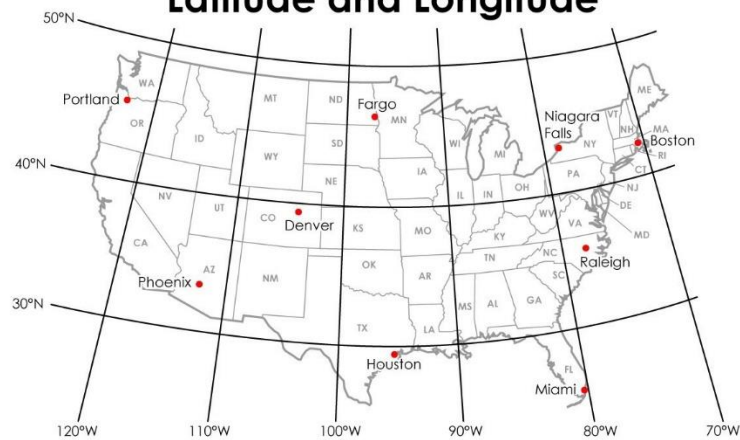 Latitude and Longitude
50°N
WA
Portland
OR
MT
ND
Fargo
MN
ME
ID
SD
WI
MI
Niagara
Falls
VT
NH
NY
MA
Boston
RI
CT
WY
40°N
NE
IA
PA
NJ
NV
UT
CO
Denver
KS
MO
IL
IN
OH
WV
VA
DE
MD
KY
CA
Phoenix
AZ
NM
OK
AR
TN
NC
Raleigh
SC
30°N
TX
LA
MS
AL
GA
Houston
FL
Miami
120°W
110°W
100°W
90°W
80°W
70°W